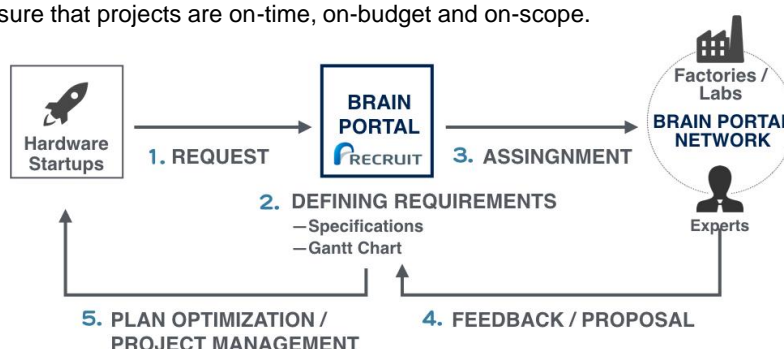 sure that projects are on-time, on-budget and on-scope.
Hardware
Startups
1. REQUEST
BRAIN
PORTAL
RECRUIT
2. DEFINING REQUIREMENTS
—Specifications
—Gantt Chart
3. ASSINGNMENT
Factories /
Labs
BRAIN PORTAL
NETWORK
Experts
4. FEEDBACK / PROPOSAL
5. PLAN OPTIMIZATION /
PROJECT MANAGEMENT